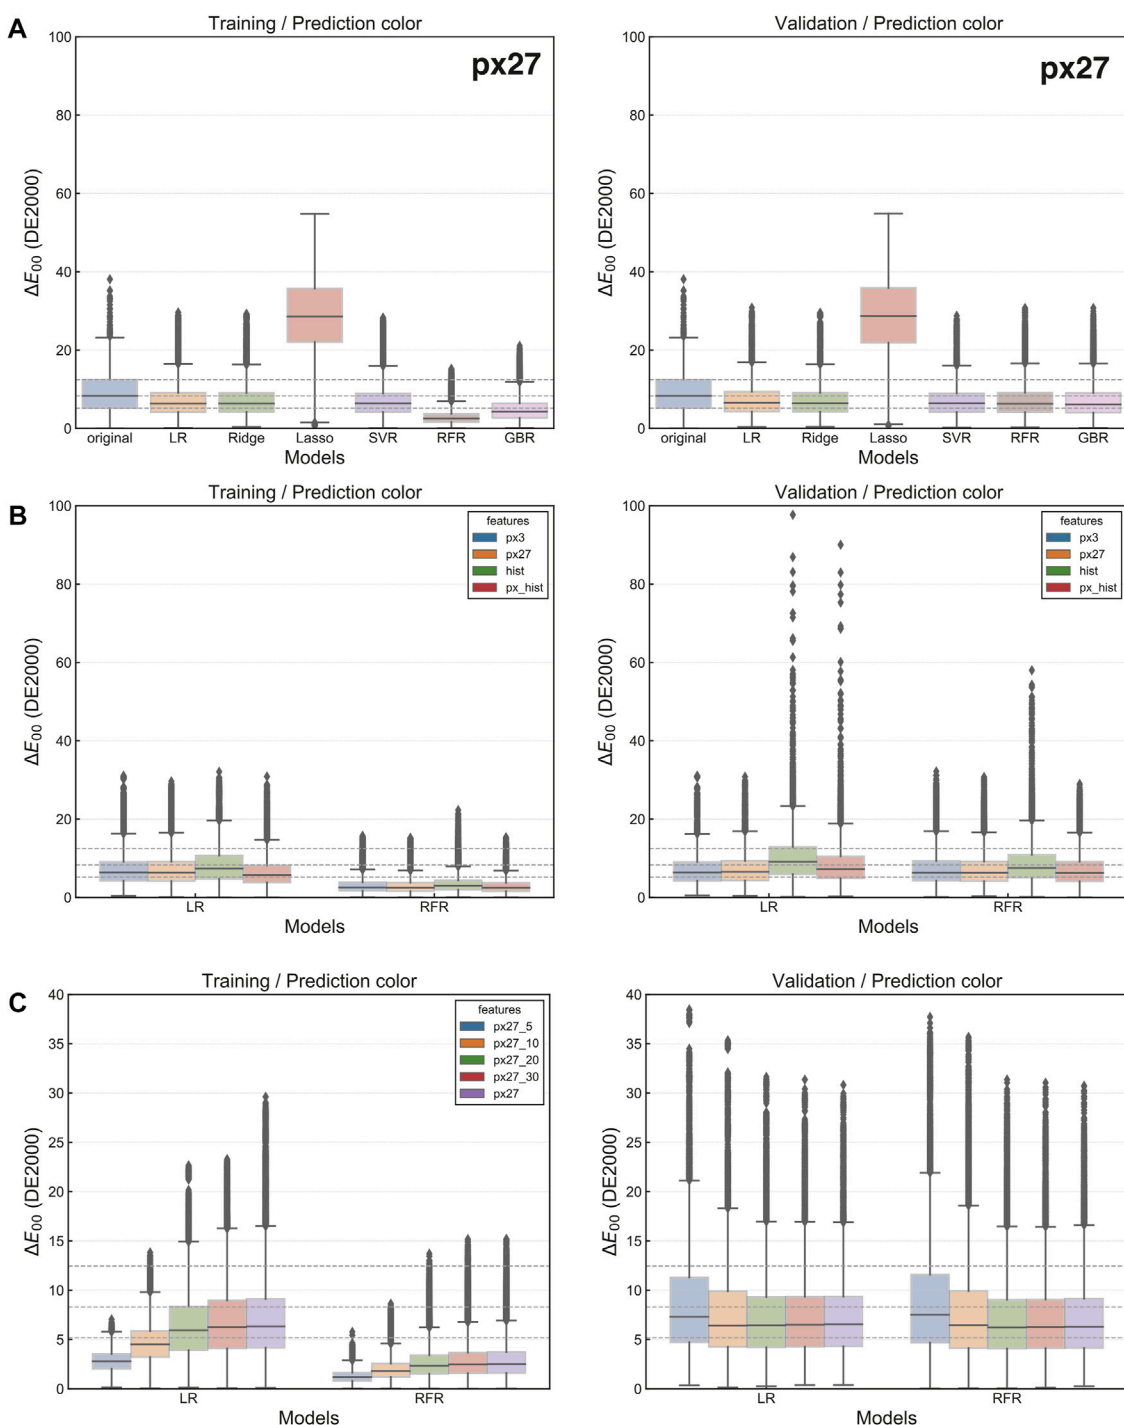 A
Training / Prediction color
px27
100
80
60
40
20
0
ΔE₀₀ (DE2000)
original LR Ridge Lasso SVR RFR GBR
Models
Validation / Prediction color
px27
100
80
60
40
20
0
ΔE₀₀ (DE2000)
original LR Ridge Lasso SVR RFR GBR
Models
B
Training / Prediction color
100
80
60
40
20
0
ΔE₀₀ (DE2000)
features
px3
px27
hist
px_hist
LR RFR
Models
Validation / Prediction color
100
80
60
40
20
0
ΔE₀₀ (DE2000)
features
px3
px27
hist
px_hist
LR RFR
Models
C
Training / Prediction color
40
35
30
25
20
15
10
5
0
ΔE₀₀ (DE2000)
features
px27_5
px27_10
px27_20
px27_30
px27
LR RFR
Models
Validation / Prediction color
40
35
30
25
20
15
10
5
0
ΔE₀₀ (DE2000)
LR RFR
Models